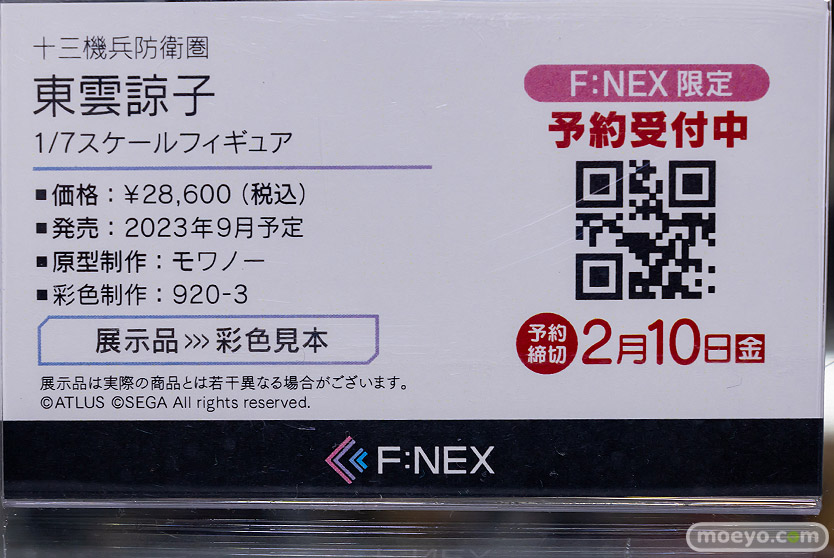 十三機兵防衛圏
東雲諒子
1/7スケールフィギュア
■価格：￥28,600（税込）
■発売：2023年9月予定
■原型制作：モワノー
■彩色制作：920-3
展示品>>>彩色見本
展示品は実際の商品とは若干異なる場合がございます。
©ATLUS ©SEGA All rights reserved.
F:NEX 限定
予約受付中
予約締切 2月10日金
F:NEX
moeyo.com